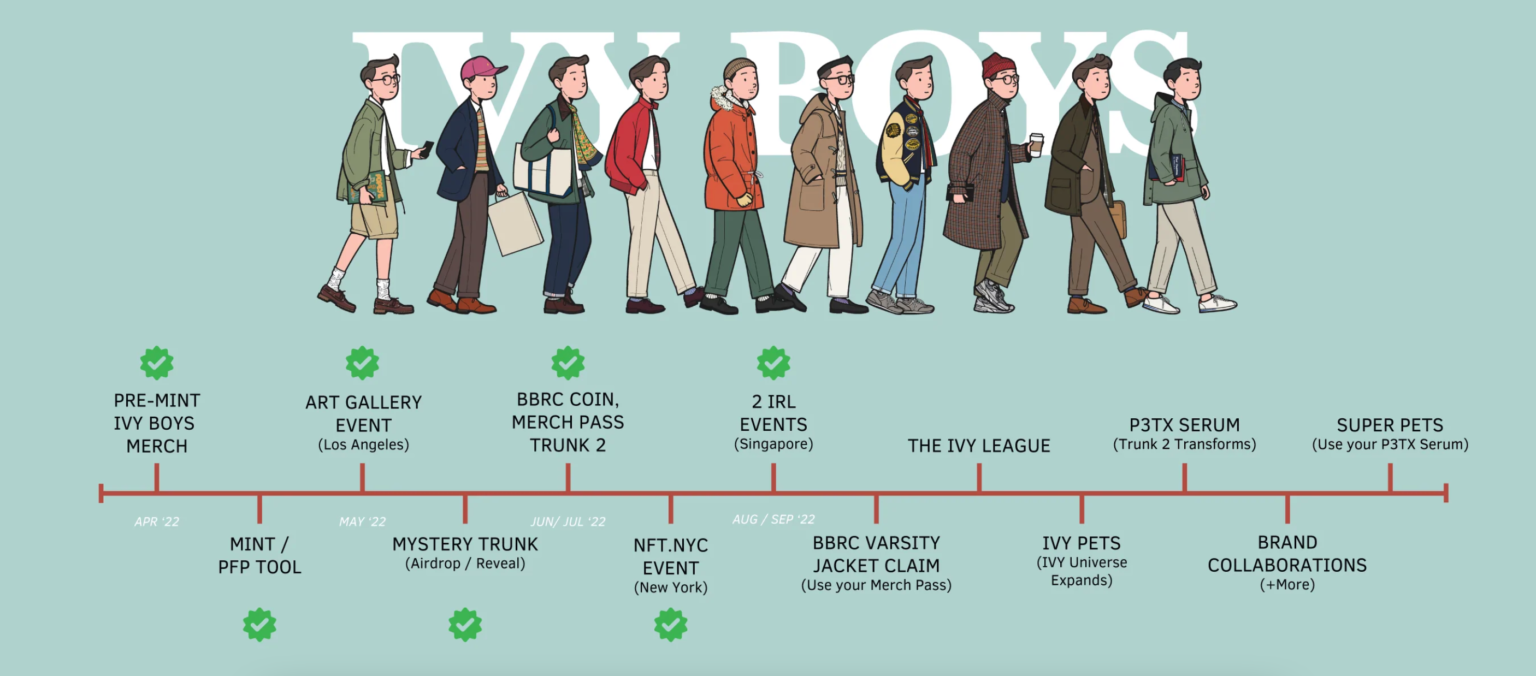 IVY BOYS
PRE-MINT
IVY BOYS
MERCH
ART GALLERY
EVENT
(Los Angeles)
BBRC COIN,
MERCH PASS
TRUNK 2
2 IRL
EVENTS
(Singapore)
THE IVY LEAGUE
P3TX SERUM
(Trunk 2 Transforms)
SUPER PETS
(Use your P3TX Serum)
APR ‘22
MAY ‘22
JUN/ JUL ‘22
AUG / SEP ‘22
MINT /
PFP TOOL
MYSTERY TRUNK
(Airdrop / Reveal)
NFT.NYC
EVENT
(New York)
BBRC VARSITY
JACKET CLAIM
(Use your Merch Pass)
IVY PETS
(IVY Universe
Expands)
BRAND
COLLABORATIONS
(+More)